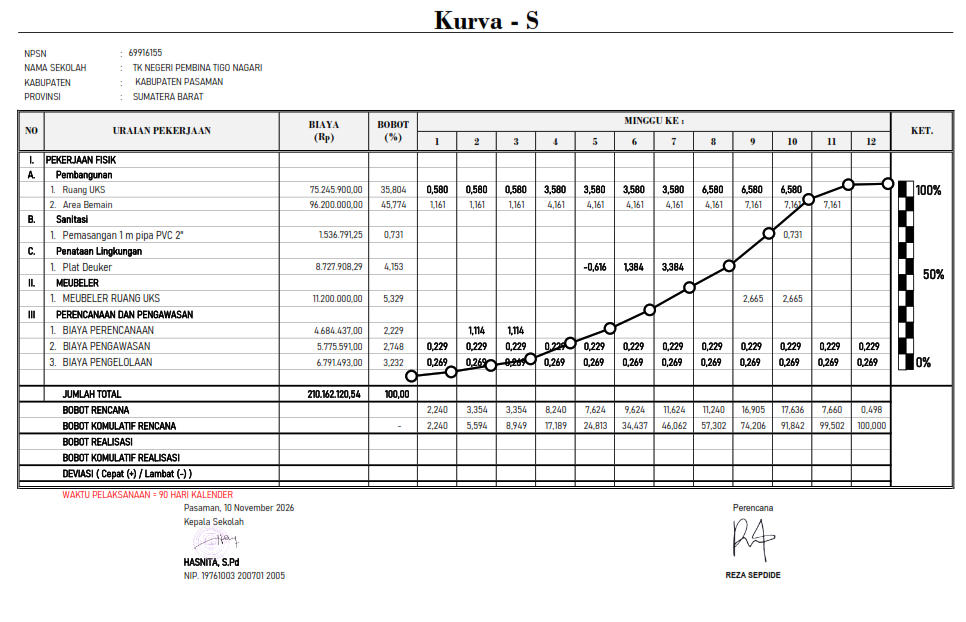 Kurva - S
NPSN : 69916155
NAMA SEKOLAH : TK NEGERI PEMBINA TIGO NAGARI
KABUPATEN : KABUPATEN PASAMAN
PROVINSI : SUMATERA BARAT
NO URAIAN PEKERJAAN BIAYA (Rp) BOBOT (%) MINGGU KE : KET.
1 2 3 4 5 6 7 8 9 10 11 12
I. PEKERJAAN FISIK
A. Pembangunan
1. Ruang UKS 75.245.900,00 35,804 0,580 0,580 0,580 3,580 3,580 3,580 3,580 6,580 6,580 6,580 100%
2. Area Bemain 96.200.000,00 45,774 1,161 1,161 1,161 4,161 4,161 4,161 4,161 4,161 7,161 7,161 7,161
B. Sanitasi
1. Pemasangan 1 m pipa PVC 2" 1.536.791,25 0,731 0,731
C. Penataan Lingkungan
1. Plat Deuker 8.727.908,29 4,153 -0,616 1,384 3,384 50%
II. MEUBELER
1. MEUBELER RUANG UKS 11.200.000,00 5,329 2,665 2,665
III PERENCANAAN DAN PENGAWASAN
1. BIAYA PERENCANAAN 4.684.437,00 2,229 1,114 1,114
2. BIAYA PENGAWASAN 5.775.591,00 2,748 0,229 0,229 0,229 0,229 0,229 0,229 0,229 0,229 0,229 0,229 0,229 0,229
3. BIAYA PENGELOLAAN 6.791.493,00 3,232 0,269 0,269 0,269 0,269 0,269 0,269 0,269 0,269 0,269 0,269 0,269 0,269 0%
JUMLAH TOTAL 210.162.120,54 100,00
BOBOT RENCANA 2,240 3,354 3,354 8,240 7,624 9,624 11,624 11,240 16,905 17,636 7,660 0,498
BOBOT KOMULATIF RENCANA - 2,240 5,594 8,949 17,189 24,813 34,437 46,062 57,302 74,206 91,842 99,502 100,000
BOBOT REALISASI
BOBOT KOMULATIF REALISASI
DEVIASI ( Cepat (+) / Lambat (-) )
WAKTU PELAKSANAAN = 90 HARI KALENDER
Pasaman, 10 November 2026
Kepala Sekolah
HASNITA, S.Pd
NIP. 19761003 200701 2005
Perencana
REZA SEPDIDE